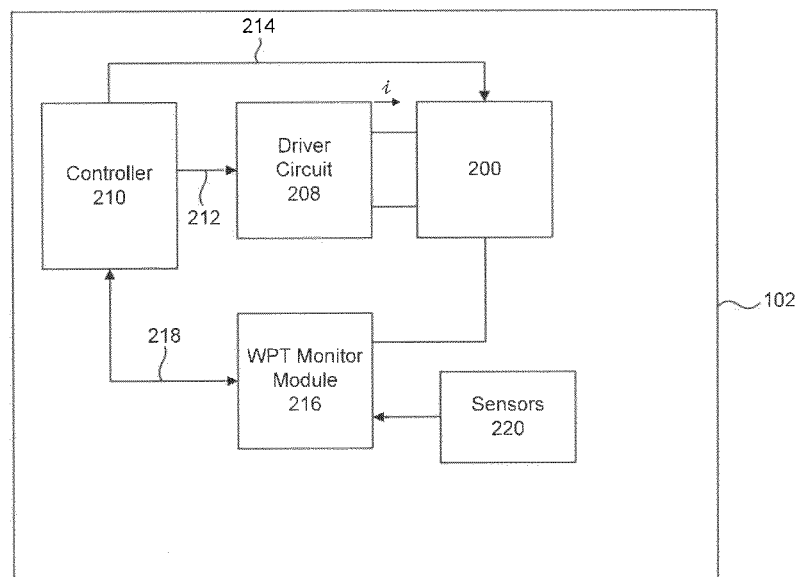 214
i
Controller
210
Driver
Circuit
208
200
212
102
218
WPT Monitor
Module
216
Sensors
220